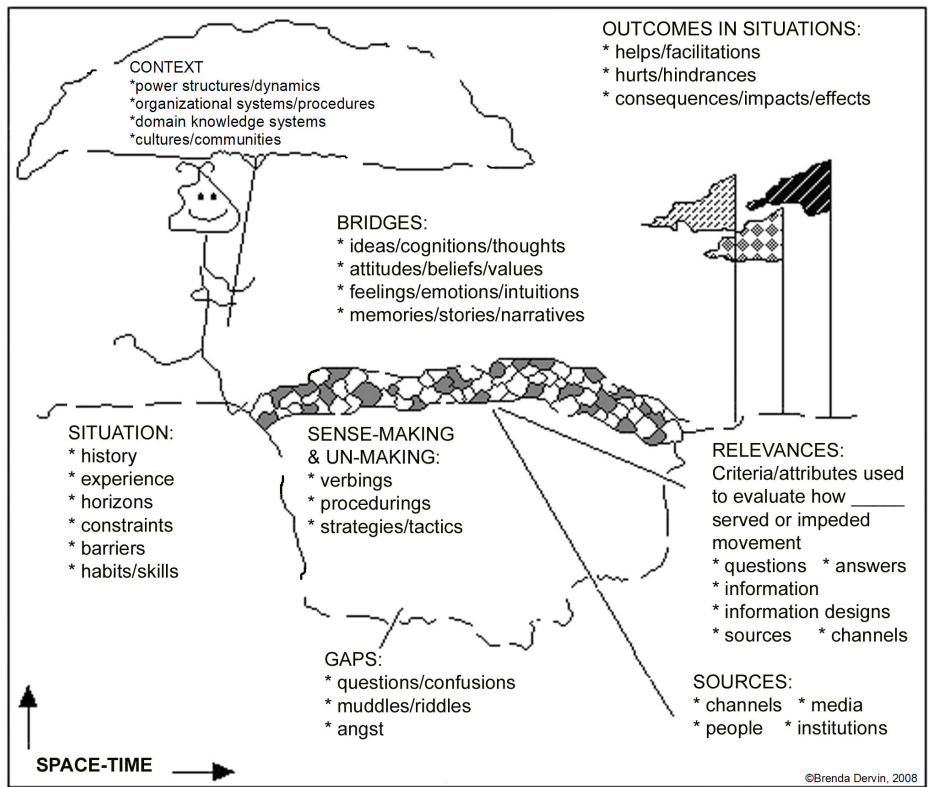 CONTEXT
*power structures/dynamics
*organizational systems/procedures
*domain knowledge systems
*cultures/communities
OUTCOMES IN SITUATIONS:
* helps/facilitations
* hurts/hindrances
* consequences/impacts/effects
BRIDGES:
* ideas/cognitions/thoughts
* attitudes/beliefs/values
* feelings/emotions/intuitions
* memories/stories/narratives
SITUATION:
* history
* experience
* horizons
* constraints
* barriers
* habits/skills
SENSE-MAKING
& UN-MAKING:
* verbings
* procedurings
* strategies/tactics
RELEVANCES:
Criteria/attributes used
to evaluate how _____
served or impeded
movement
* questions * answers
* information
* information designs
* sources * channels
GAPS:
* questions/confusions
* muddles/riddles
* angst
SOURCES:
* channels * media
* people * institutions
SPACE-TIME
©Brenda Dervin, 2008